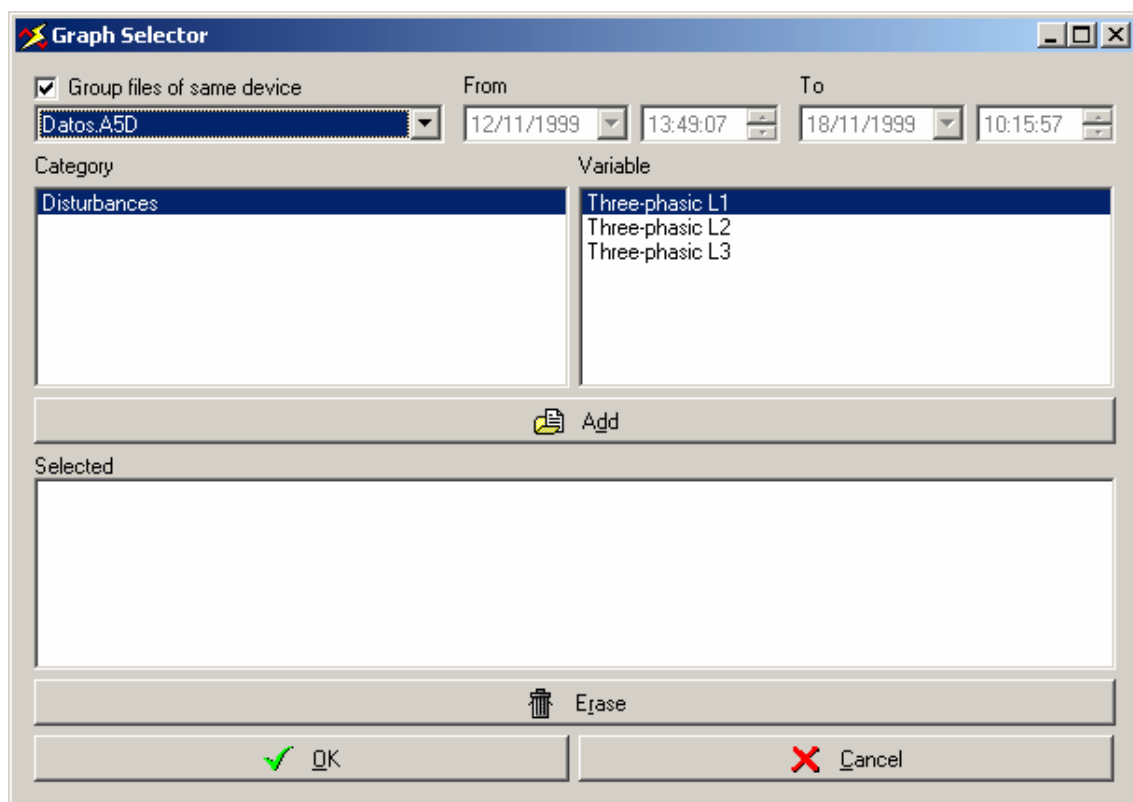 Graph Selector
Group files of same device From To
Datos.A5D 12/11/1999 13:49:07 18/11/1999 10:15:57
Category Variable
Disturbances Three-phasic L1
Three-phasic L2
Three-phasic L3
Add
Selected
Erase
OK Cancel